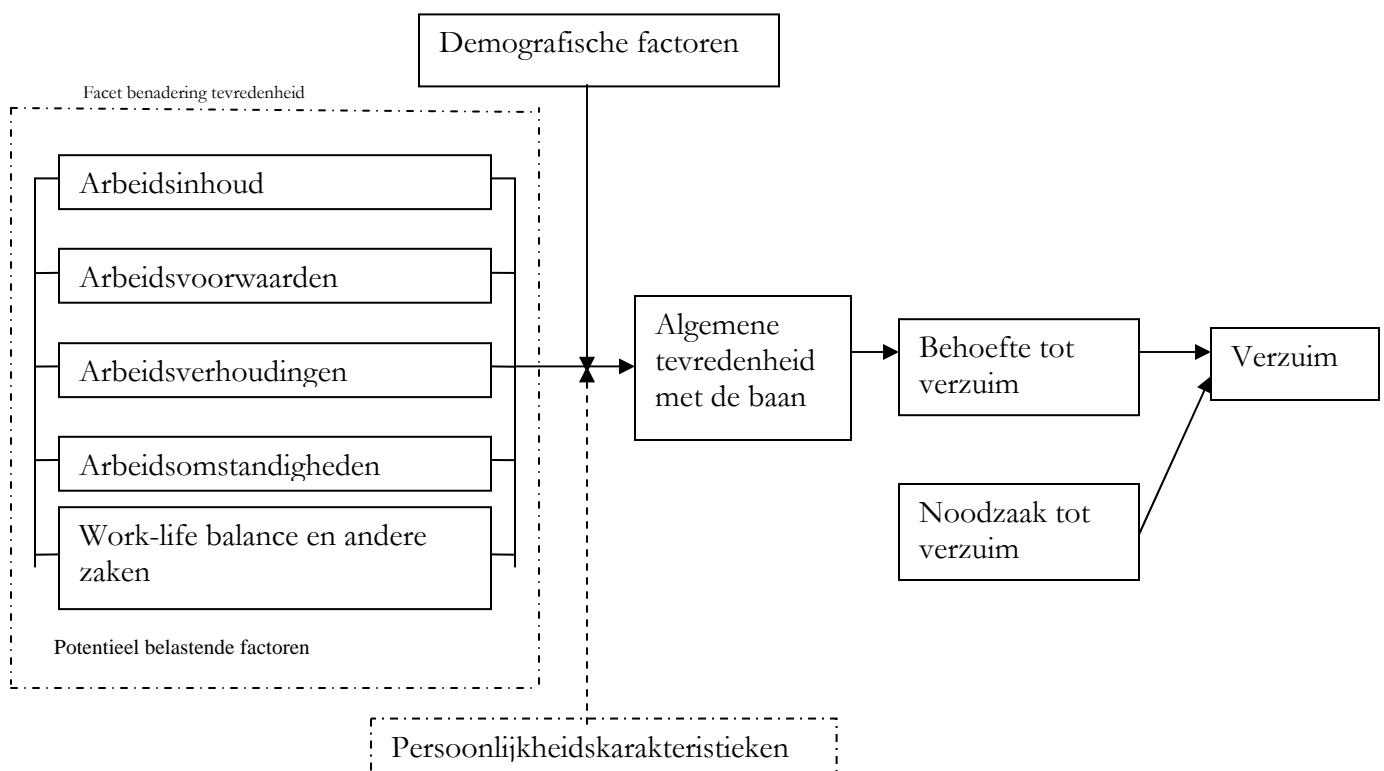 Demografische factoren
Facet benadering tevredenheid
Arbeidsinhoud
Arbeidsvoorwaarden
Arbeidsverhoudingen
Arbeidsomstandigheden
Work-life balance en andere
zaken
Potentieel belastende factoren
Algemene
tevredenheid
met de baan
Behoefte tot
verzuim
Verzuim
Noodzaak tot
verzuim
Persoonlijkheidskarakteristieken